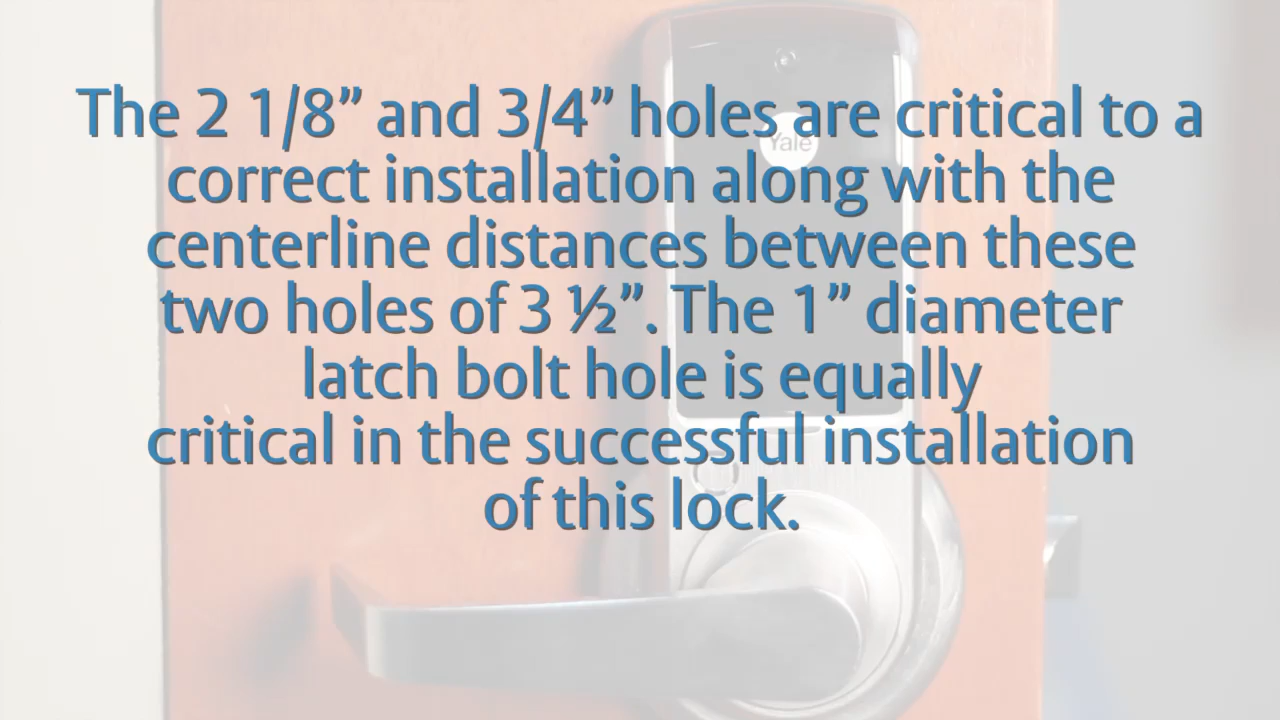 The 2 1/8” and 3/4” holes are critical to a
correct installation along with the
centerline distances between these
two holes of 3 ½”. The 1” diameter
latch bolt hole is equally
critical in the successful installation
of this lock.
Yale